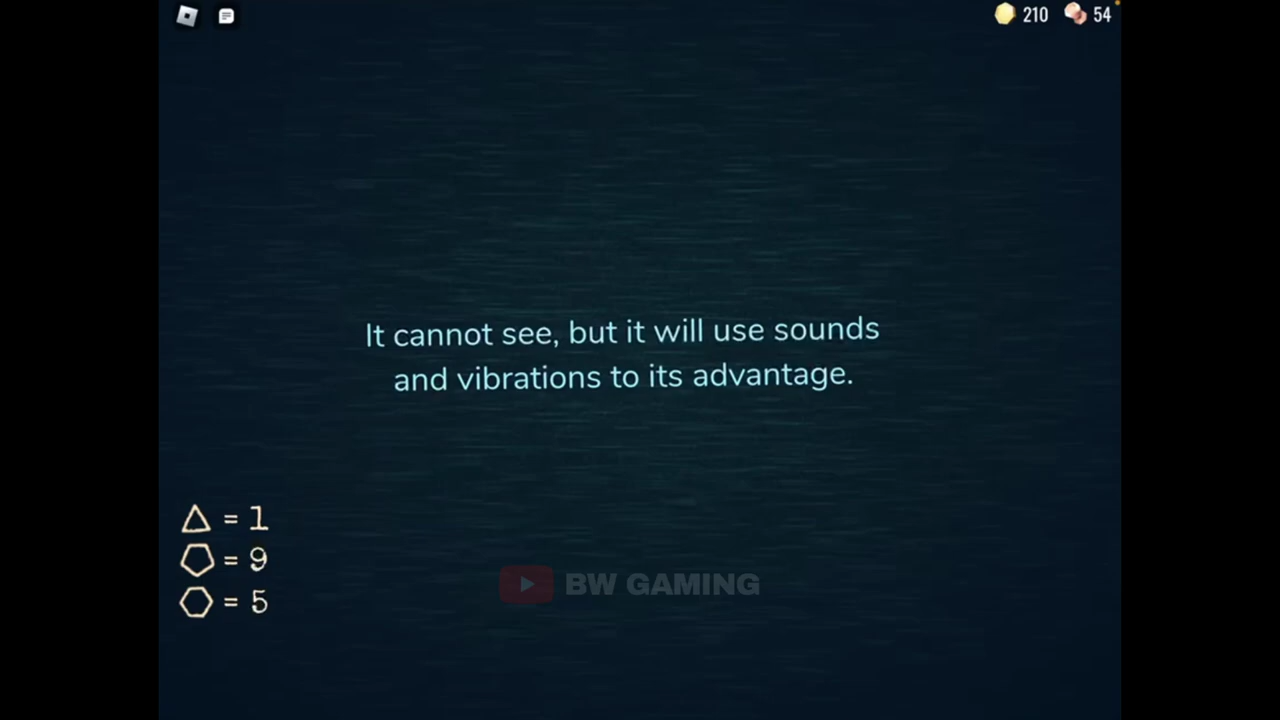 210 54
It cannot see, but it will use sounds
and vibrations to its advantage.
= 1
= 9
= 5
BW GAMING